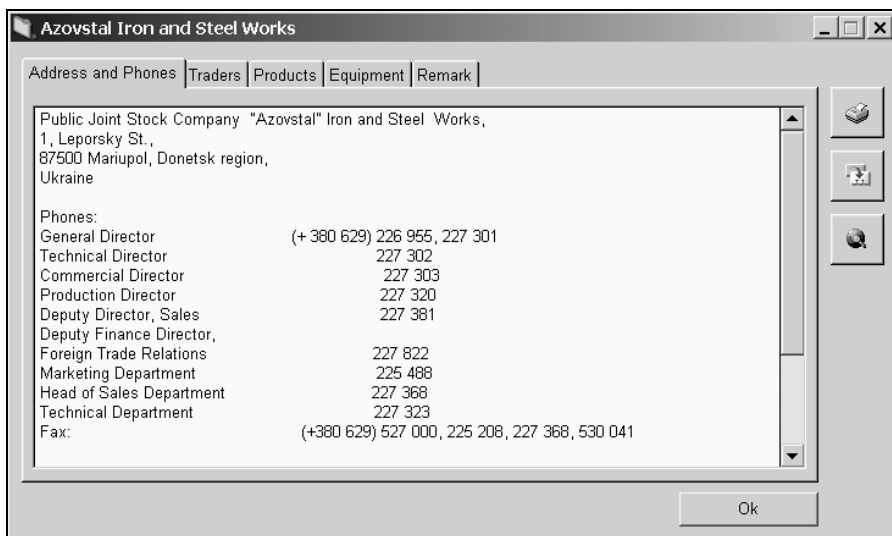 Azovstal Iron and Steel Works
Address and Phones Traders Products Equipment Remark
Public Joint Stock Company "Azovstal" Iron and Steel Works,
1, Leporsky St.,
87500 Mariupol, Donetsk region,
Ukraine
Phones:
General Director (+ 380 629) 226 955, 227 301
Technical Director 227 302
Commercial Director 227 303
Production Director 227 320
Deputy Director, Sales 227 381
Deputy Finance Director,
Foreign Trade Relations 227 822
Marketing Department 225 488
Head of Sales Department 227 368
Technical Department 227 323
Fax: (+380 629) 527 000, 225 208, 227 368, 530 041
Ok